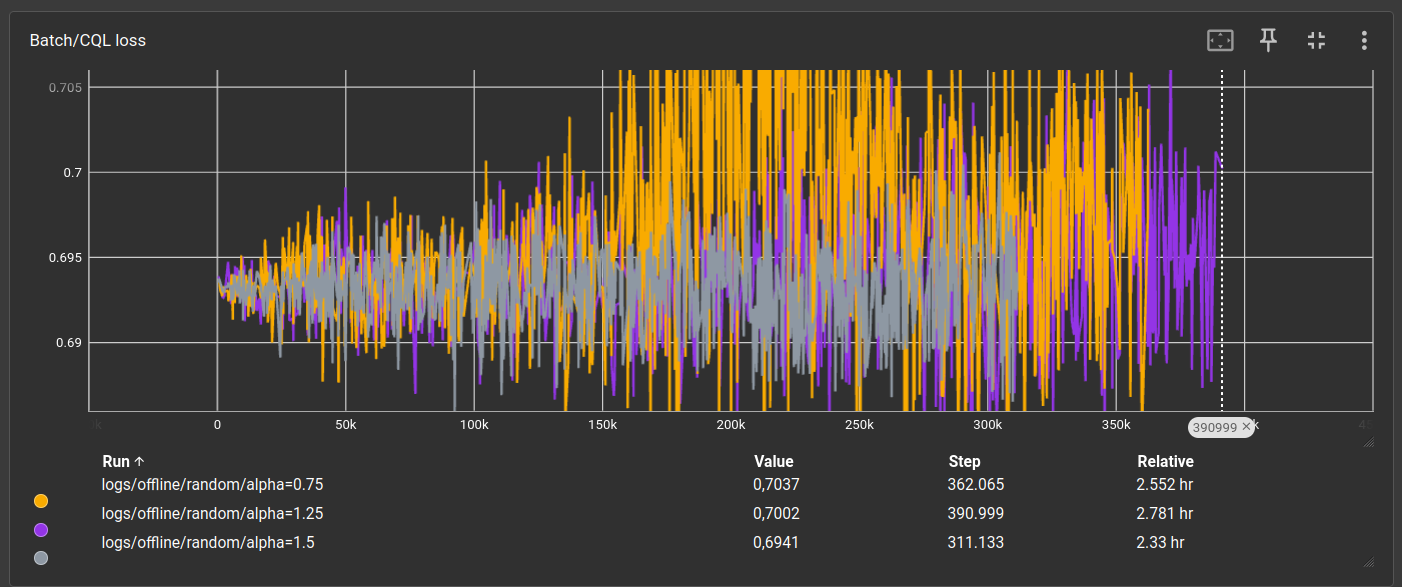 Batch/CQL loss
0.705
0.7
0.695
0.69
0 50k 100k 150k 200k 250k 300k 350k 390999 ✕ k
Run ↑ Value Step Relative
logs/offline/random/alpha=0.75 0,7037 362.065 2.552 hr
logs/offline/random/alpha=1.25 0,7002 390.999 2.781 hr
logs/offline/random/alpha=1.5 0,6941 311.133 2.33 hr